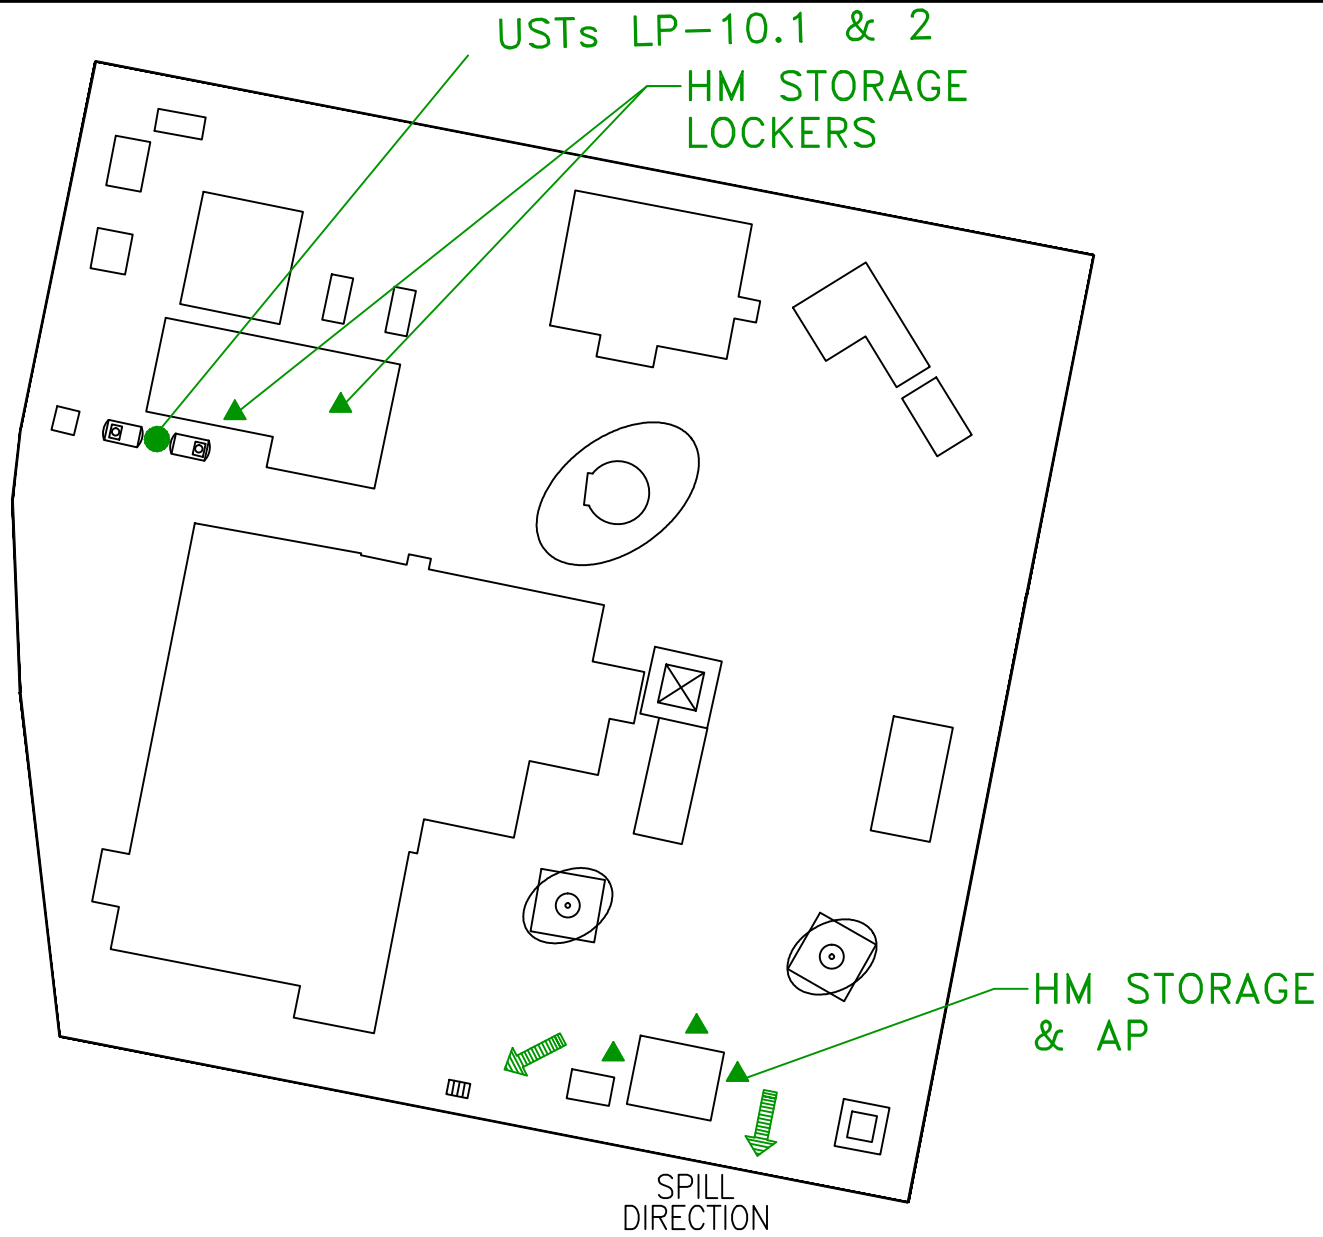 USTs LP-10.1 & 2
HM STORAGE
LOCKERS
HM STORAGE
& AP
SPILL
DIRECTION